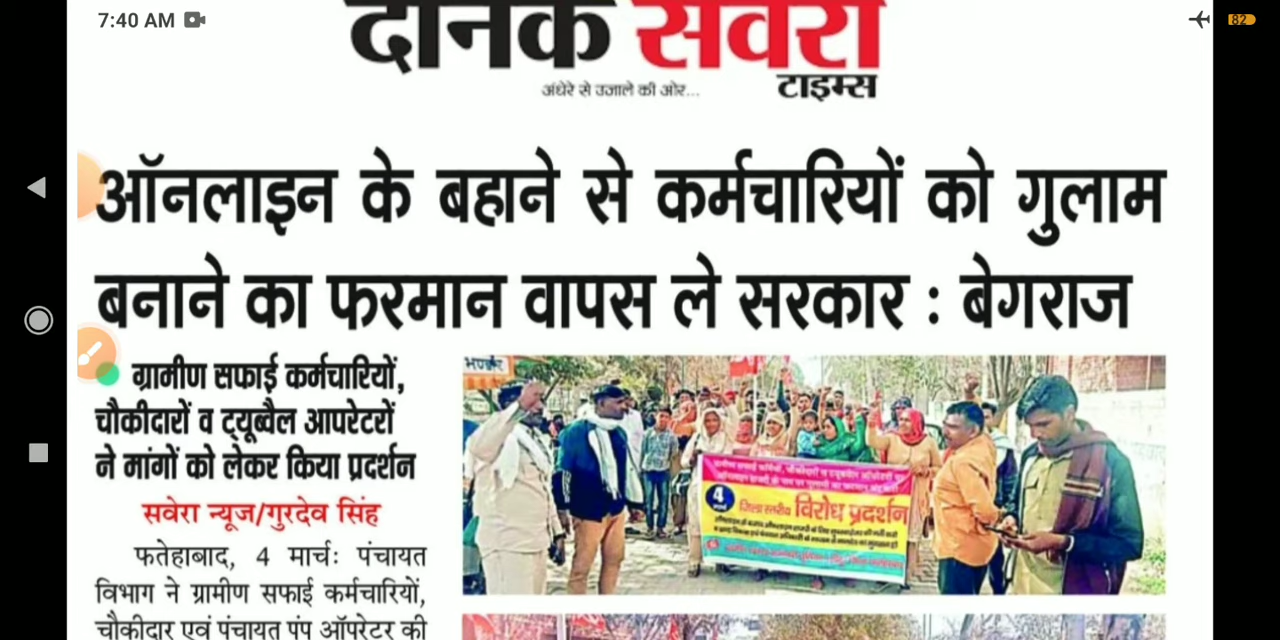 7:40 AM
82
दैनिक सवेरा
अंधेरे से उजाले की ओर...
टाइम्स
ऑनलाइन के बहाने से कर्मचारियों को गुलाम
बनाने का फरमान वापस ले सरकार : बेगराज
ग्रामीण सफाई कर्मचारियों,
चौकीदारों व ट्यूब्वैल आपरेटरों
ने मांगों को लेकर किया प्रदर्शन
सवेरा न्यूज/गुरदेव सिंह
फतेहाबाद, 4 मार्चः पंचायत
विभाग ने ग्रामीण सफाई कर्मचारियों,
चौकीदार एवं पंचायत पंप ऑपरेटर की
4
जिला स्तरीय विरोध प्रदर्शन